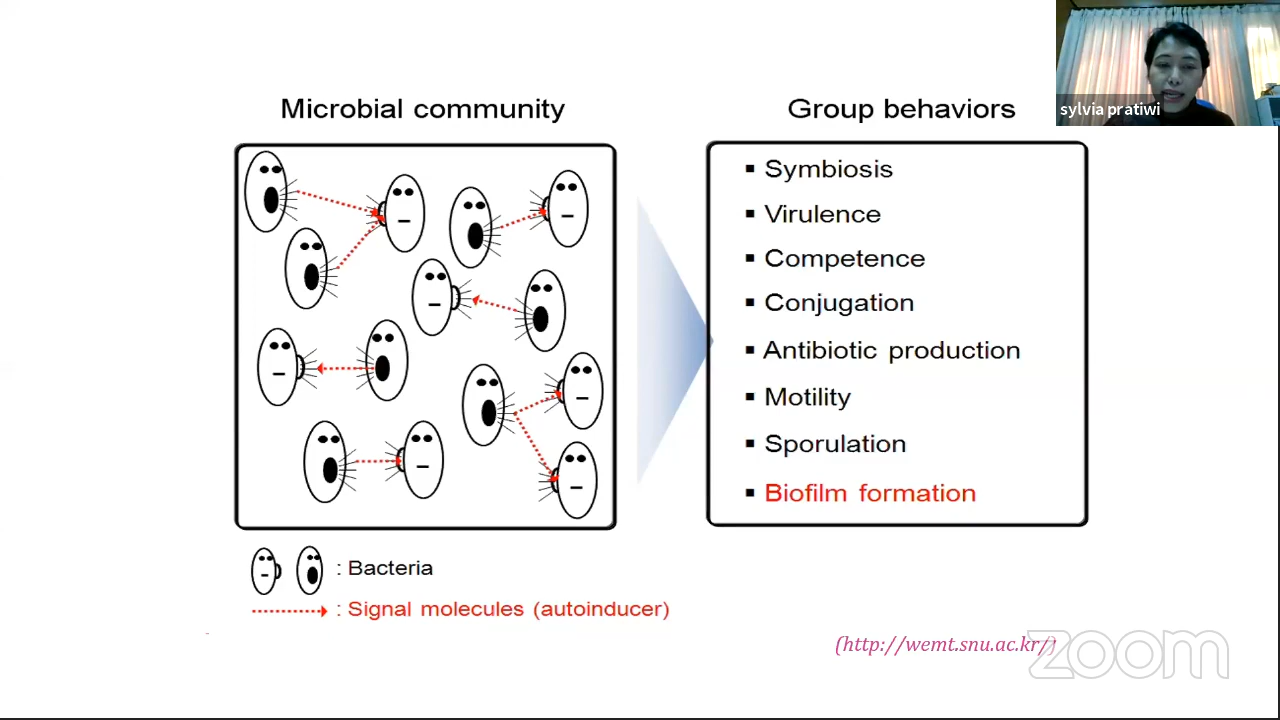 sylvia pratiwi
Microbial community
Group behaviors
▪ Symbiosis
▪ Virulence
▪ Competence
▪ Conjugation
▪ Antibiotic production
▪ Motility
▪ Sporulation
▪ Biofilm formation
: Bacteria
: Signal molecules (autoinducer)
(http://wemt.snu.ac.kr/)
zoom